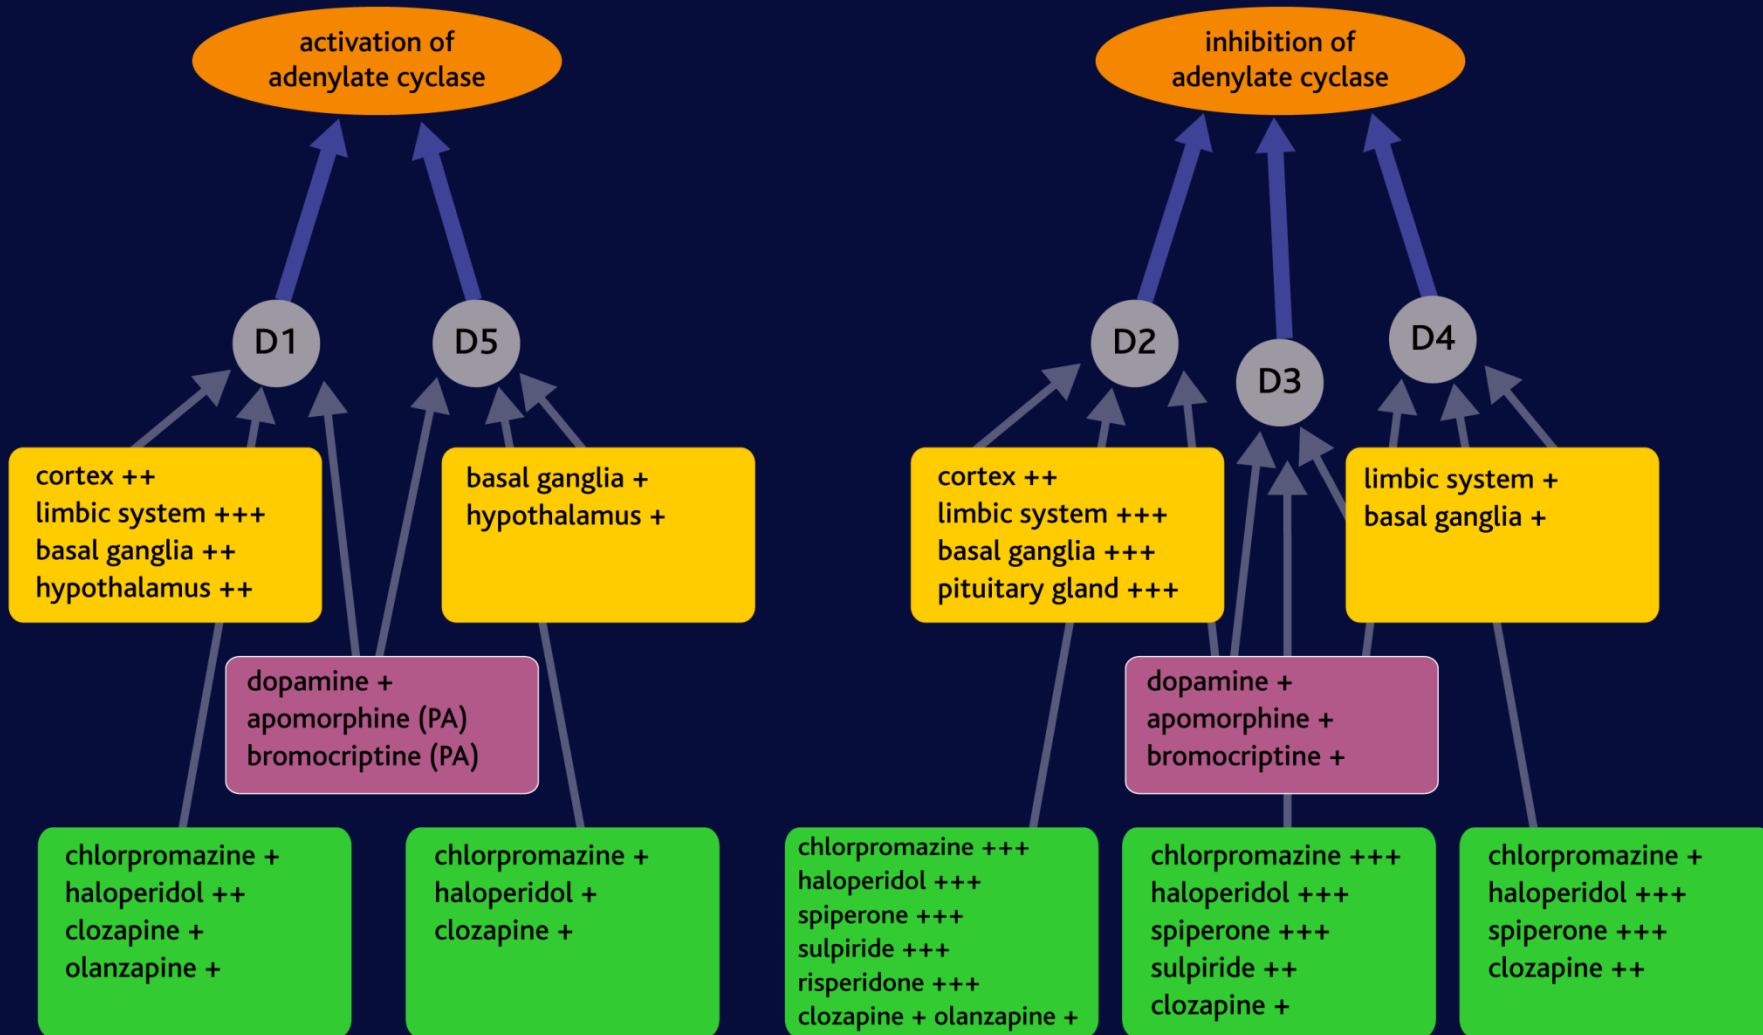 activation of
adenylate cyclase
inhibition of
adenylate cyclase
D1
D5
D2
D3
D4
cortex ++
limbic system +++
basal ganglia ++
hypothalamus ++
basal ganglia +
hypothalamus +
cortex ++
limbic system +++
basal ganglia +++
pituitary gland +++
limbic system +
basal ganglia +
dopamine +
apomorphine (PA)
bromocriptine (PA)
dopamine +
apomorphine +
bromocriptine +
chlorpromazine +
haloperidol ++
clozapine +
olanzapine +
chlorpromazine +
haloperidol +
clozapine +
chlorpromazine +++
haloperidol +++
spiperone +++
sulpiride +++
risperidone +++
clozapine + olanzapine +
chlorpromazine +++
haloperidol +++
spiperone +++
sulpiride ++
clozapine +
chlorpromazine +
haloperidol +++
spiperone +++
clozapine ++